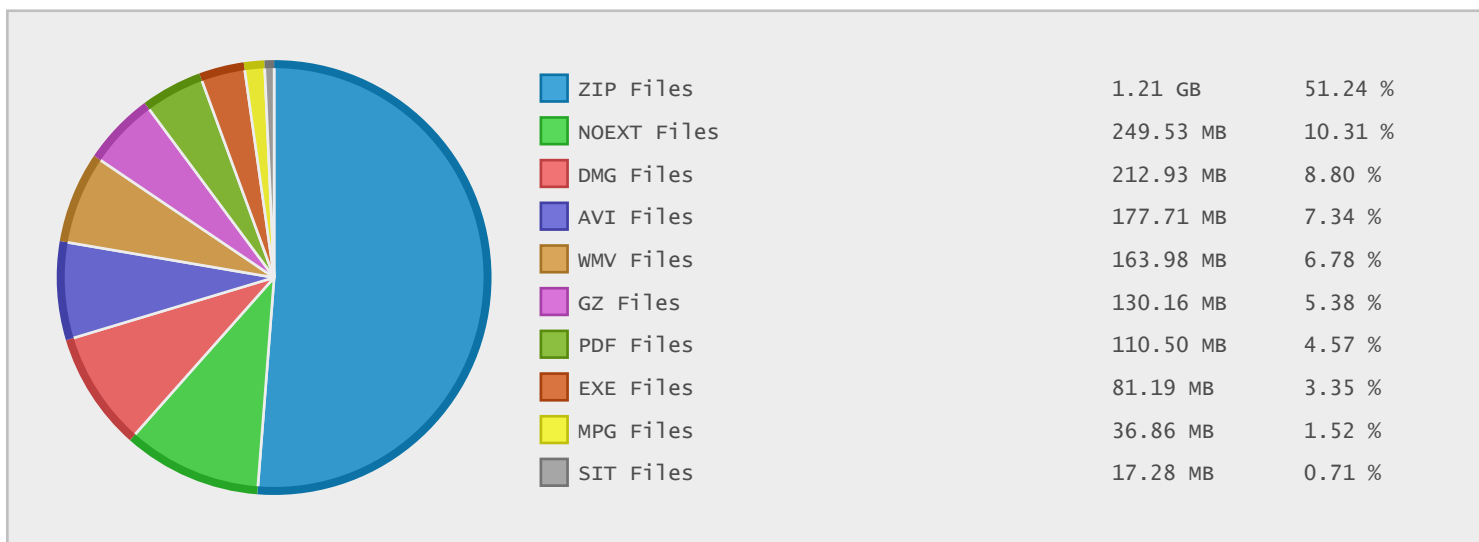 ZIP Files 1.21 GB 51.24 %
NOEXT Files 249.53 MB 10.31 %
DMG Files 212.93 MB 8.80 %
AVI Files 177.71 MB 7.34 %
WMV Files 163.98 MB 6.78 %
GZ Files 130.16 MB 5.38 %
PDF Files 110.50 MB 4.57 %
EXE Files 81.19 MB 3.35 %
MPG Files 36.86 MB 1.52 %
SIT Files 17.28 MB 0.71 %